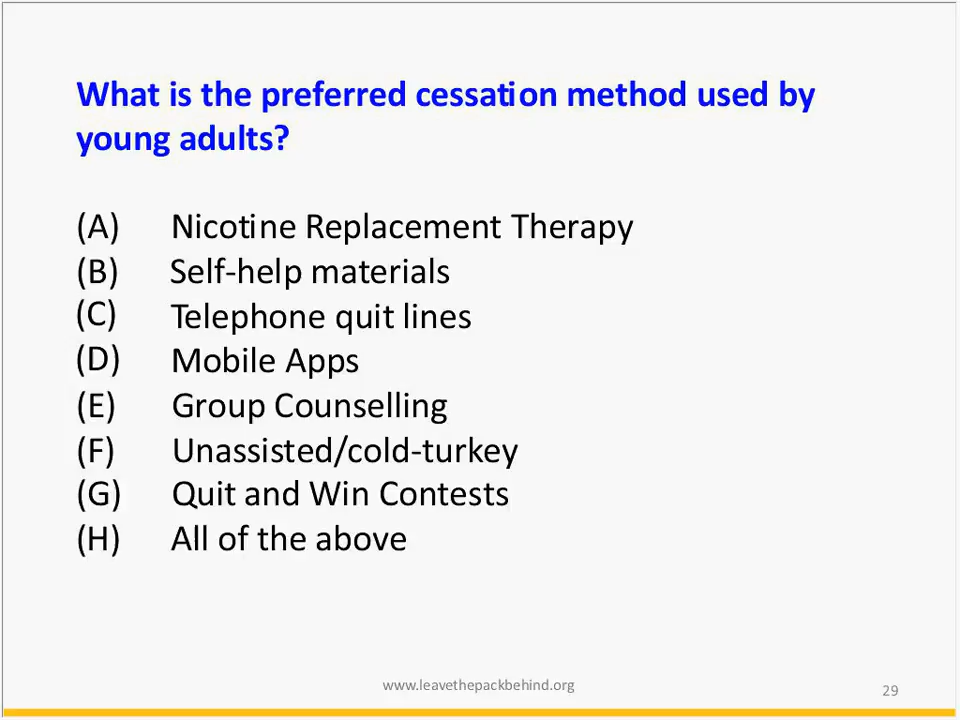 What is the preferred cessation method used by
young adults?
(A) Nicotine Replacement Therapy
(B) Self-help materials
(C) Telephone quit lines
(D) Mobile Apps
(E) Group Counselling
(F) Unassisted/cold-turkey
(G) Quit and Win Contests
(H) All of the above
www.leavethepackbehind.org
29